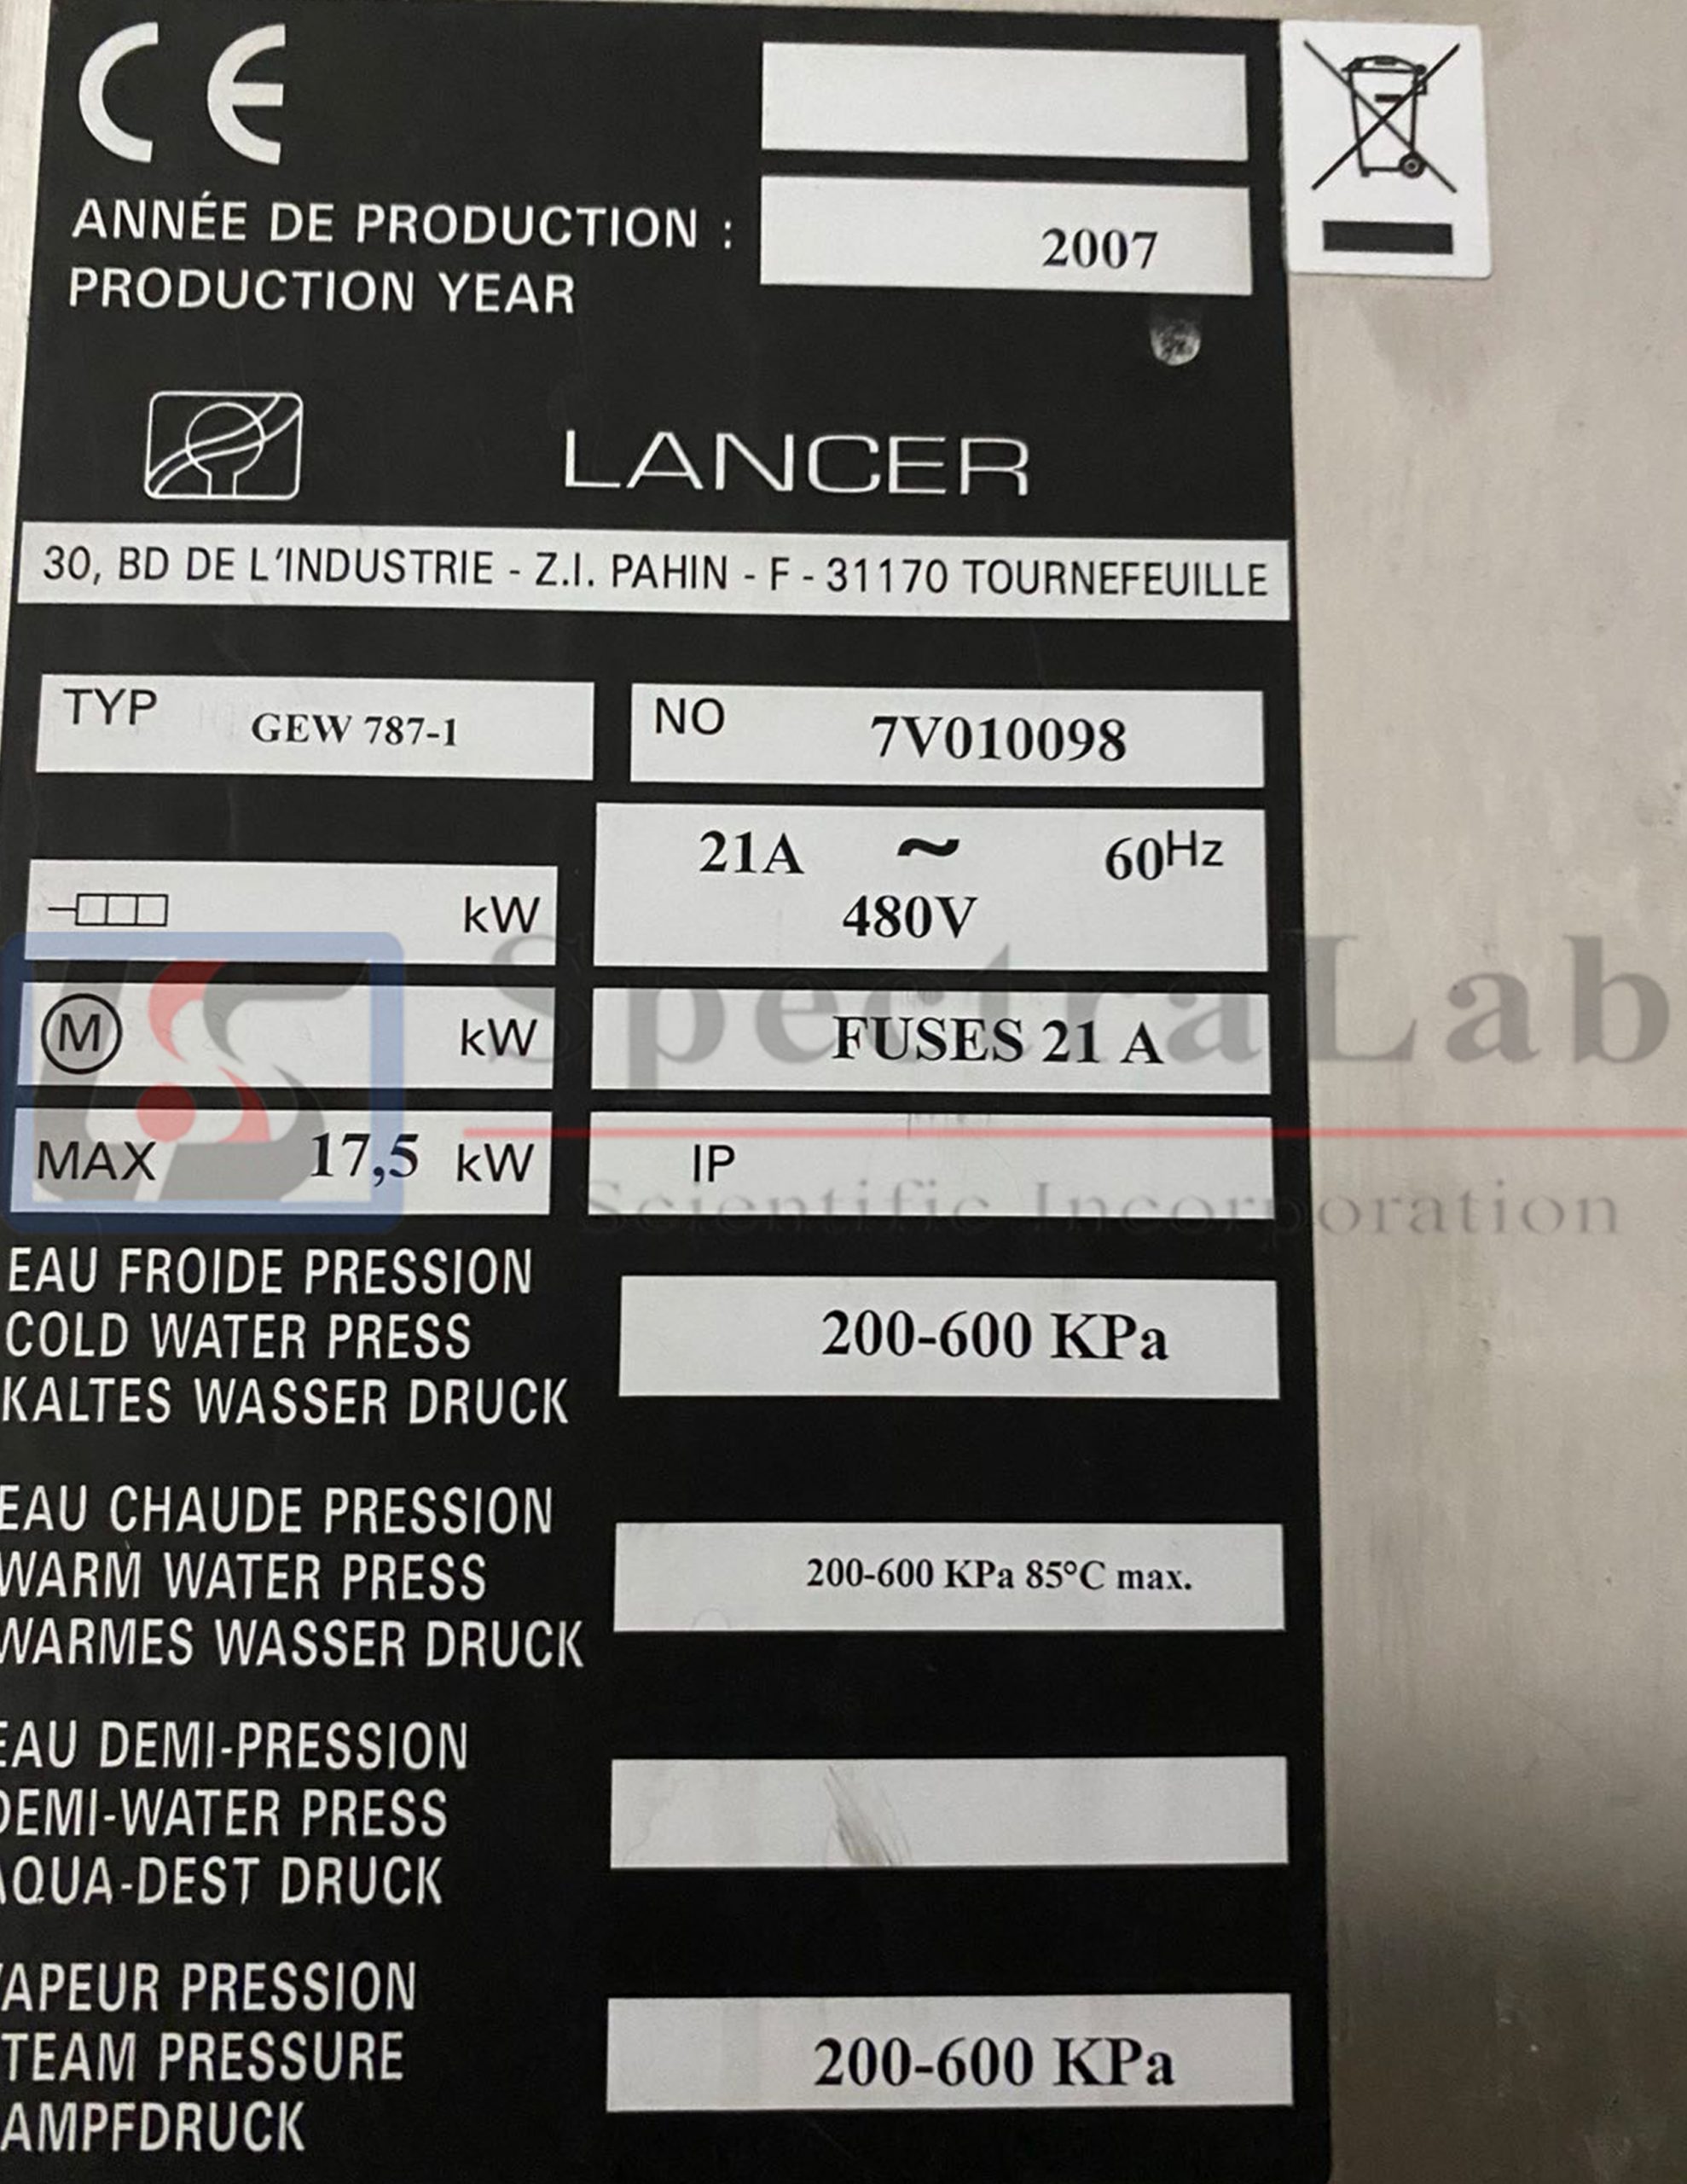 CE
ANNÉE DE PRODUCTION :
PRODUCTION YEAR
2007
LANCER
30, BD DE L'INDUSTRIE - Z.I. PAHIN - F - 31170 TOURNEFEUILLE
TYP GEW 787-1
NO 7V010098
21A ~ 60Hz
480V
kW
M kW
FUSES 21 A
MAX 17,5 kW
IP
SpectraLab
Scientific Incorporation
EAU FROIDE PRESSION
COLD WATER PRESS
KALTES WASSER DRUCK
200-600 KPa
EAU CHAUDE PRESSION
WARM WATER PRESS
WARMES WASSER DRUCK
200-600 KPa 85°C max.
EAU DEMI-PRESSION
DEMI-WATER PRESS
AQUA-DEST DRUCK
VAPEUR PRESSION
TEAM PRESSURE
AMPFDRUCK
200-600 KPa